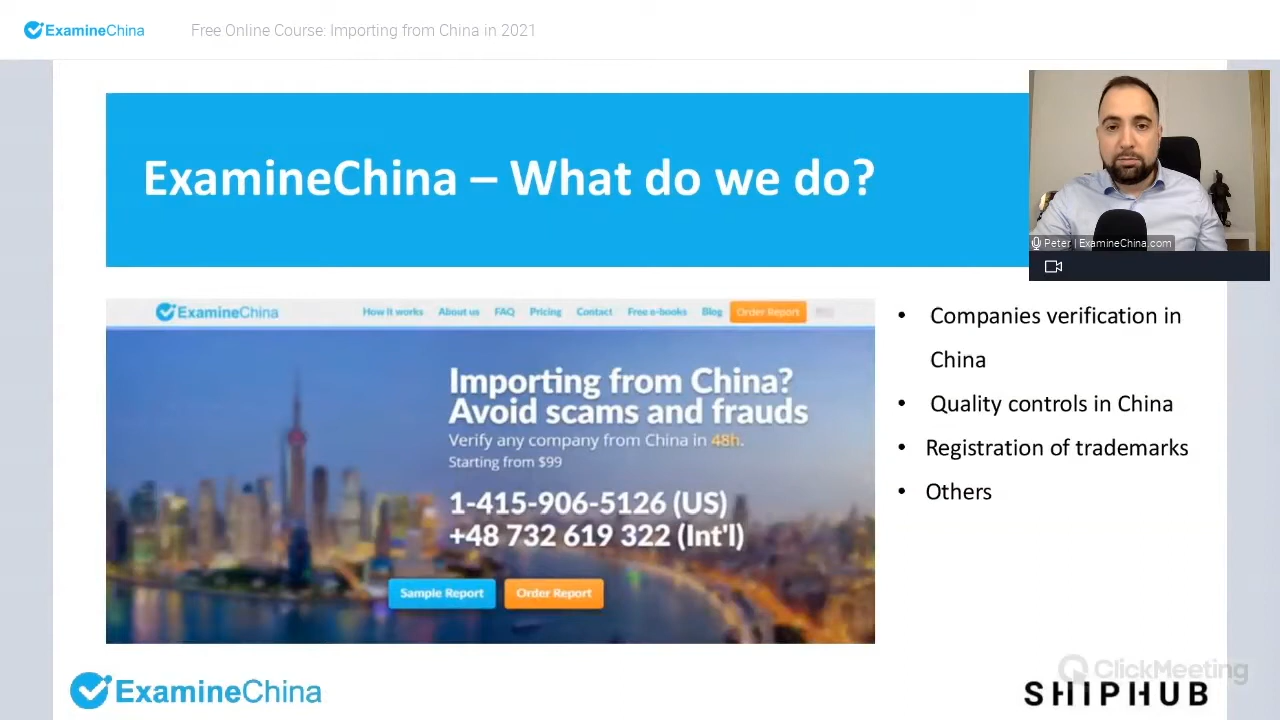 ExamineChina
Free Online Course: Importing from China in 2021
ExamineChina – What do we do?
Peter | ExamineChina.com
ExamineChina
How it works About us FAQ Pricing Contact Free e-books Blog Order Report
Importing from China?
Avoid scams and frauds
Verify any company from China in 48h.
Starting from $99
1-415-906-5126 (US)
+48 732 619 322 (Int'l)
Sample Report Order Report
• Companies verification in
China
• Quality controls in China
• Registration of trademarks
• Others
ClickMeeting
ExamineChina
SHIPHUB